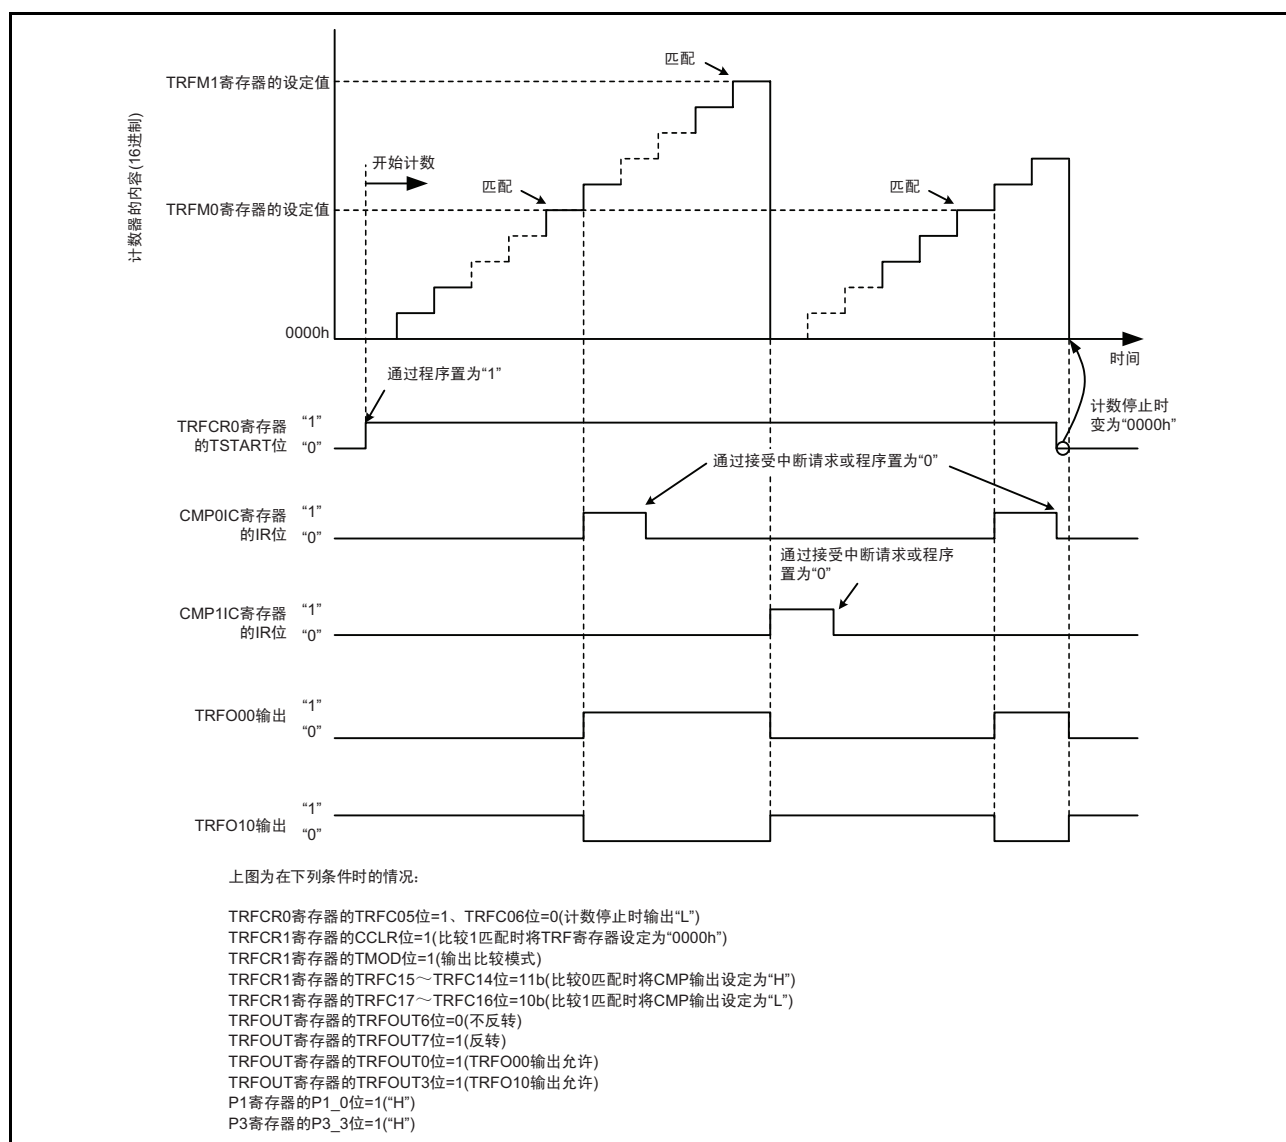 匹配
TRFM1寄存器的设定值
计数器的内容(16进制)
开始计数
匹配
匹配
TRFM0寄存器的设定值
0000h
时间
通过程序置为“1”
计数停止时
变为“0000h”
TRFCR0寄存器
的TSTART位
“1”
“0”
通过接受中断请求或程序置为“0”
CMP0IC寄存器
的IR位
“1”
“0”
通过接受中断请求或程序
置为“0”
CMP1IC寄存器
的IR位
“1”
“0”
TRFO00输出
“1”
“0”
TRFO10输出
“1”
“0”
上图为在下列条件时的情况：
TRFCR0寄存器的TRFC05位=1、TRFC06位=0(计数停止时输出“L”)
TRFCR1寄存器的CCLR位=1(比较1匹配时将TRF寄存器设定为“0000h”)
TRFCR1寄存器的TMOD位=1(输出比较模式)
TRFCR1寄存器的TRFC15～TRFC14位=11b(比较0匹配时将CMP输出设定为“H”)
TRFCR1寄存器的TRFC17～TRFC16位=10b(比较1匹配时将CMP输出设定为“L”)
TRFOUT寄存器的TRFOUT6位=0(不反转)
TRFOUT寄存器的TRFOUT7位=1(反转)
TRFOUT寄存器的TRFOUT0位=1(TRFO00输出允许)
TRFOUT寄存器的TRFOUT3位=1(TRFO10输出允许)
P1寄存器的P1_0位=1(“H”)
P3寄存器的P3_3位=1(“H”)